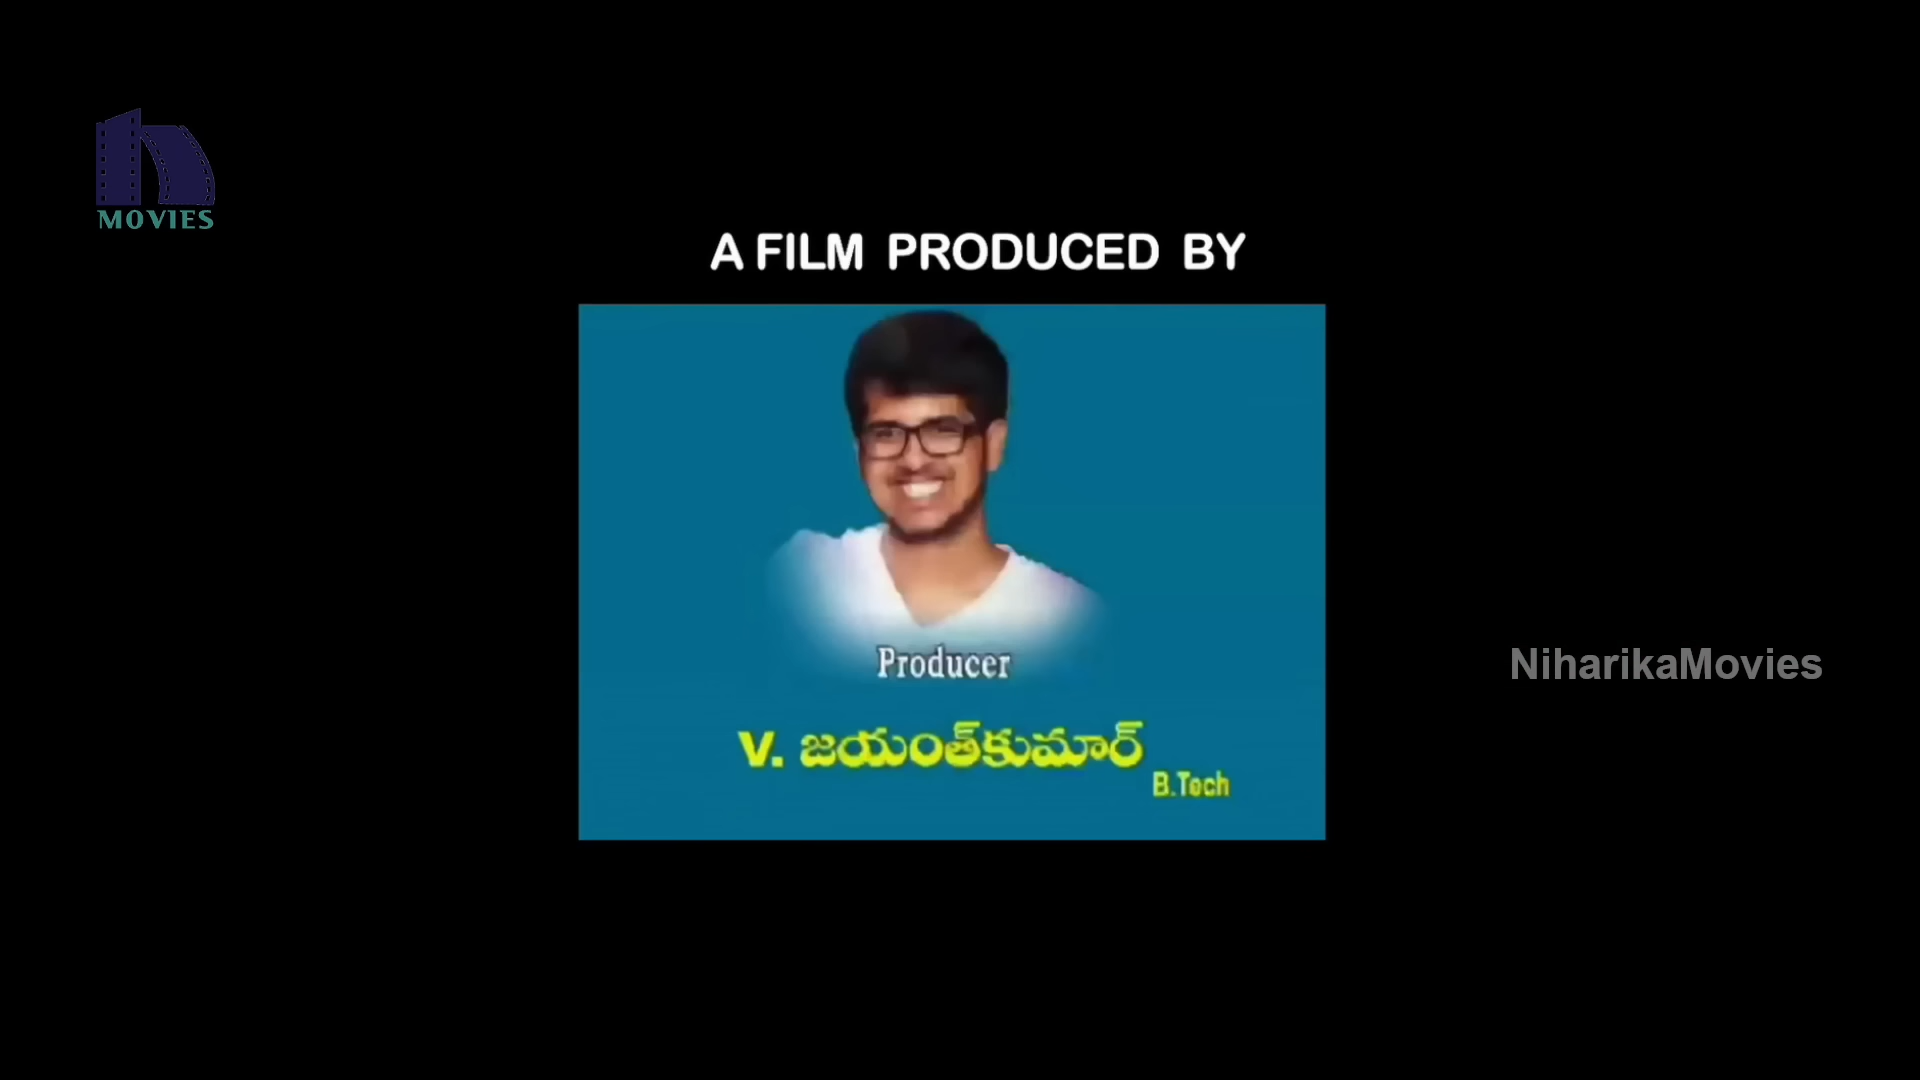 MOVIES
A FILM PRODUCED BY
Producer
NiharikaMovies
V. జయంత్‌కుమార్
B.Tech